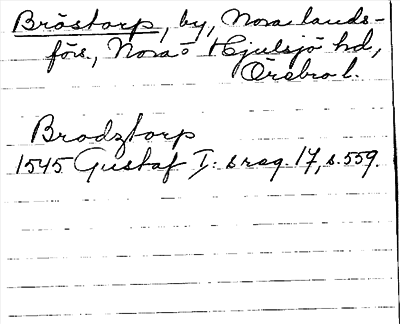 Bröstorp, by, Nora lands-
förs., Nora o Hjulsjö hd,
Örebro l.
Brodztorp
1545 Gustaf I: s reg. 17, s. 559.